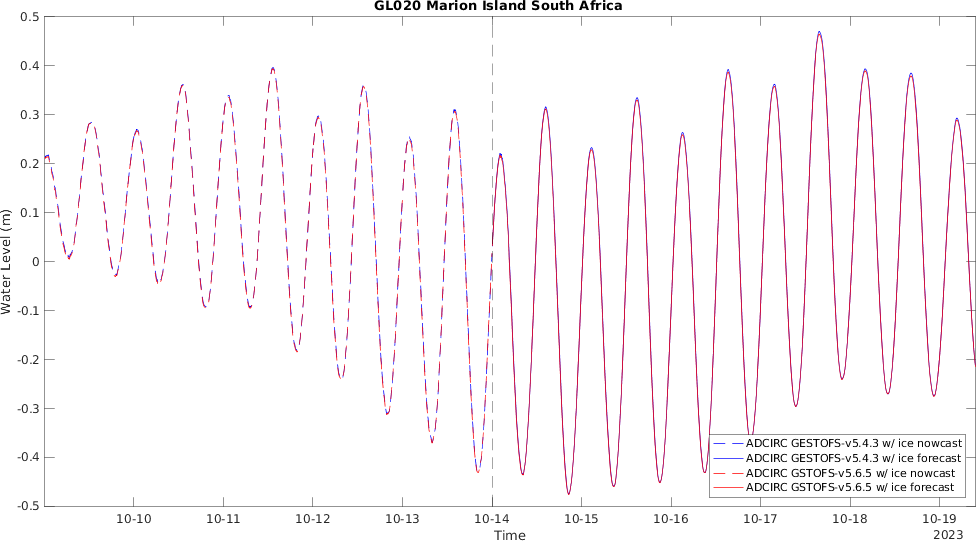 GL020 Marion Island South Africa
0.5
0.4
0.3
0.2
0.1
0
-0.1
-0.2
-0.3
-0.4
-0.5
Water Level (m)
ADCIRC GESTOFS-v5.4.3 w/ ice nowcast
ADCIRC GESTOFS-v5.4.3 w/ ice forecast
ADCIRC GSTOFS-v5.6.5 w/ ice nowcast
ADCIRC GSTOFS-v5.6.5 w/ ice forecast
10-10 10-11 10-12 10-13 10-14 10-15 10-16 10-17 10-18 10-19
Time
2023